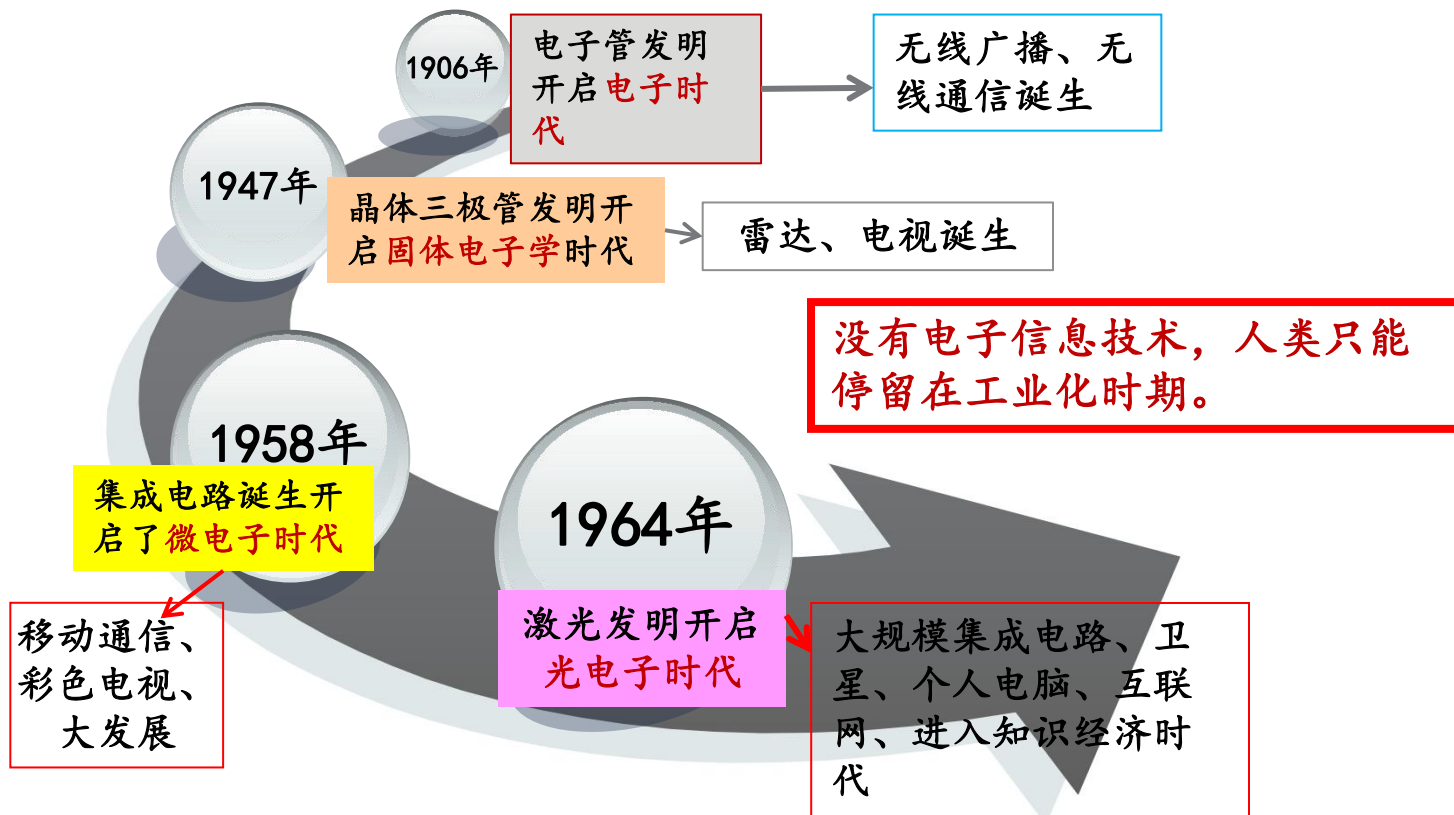 1906年
电子管发明
开启电子时
代
无线广播、无
线通信诞生
1947年
晶体三极管发明开
启固体电子学时代
雷达、电视诞生
没有电子信息技术，人类只能
停留在工业化时期。
1958年
集成电路诞生开
启了微电子时代
移动通信、
彩色电视、
大发展
1964年
激光发明开启
光电子时代
大规模集成电路、卫
星、个人电脑、互联
网、进入知识经济时
代